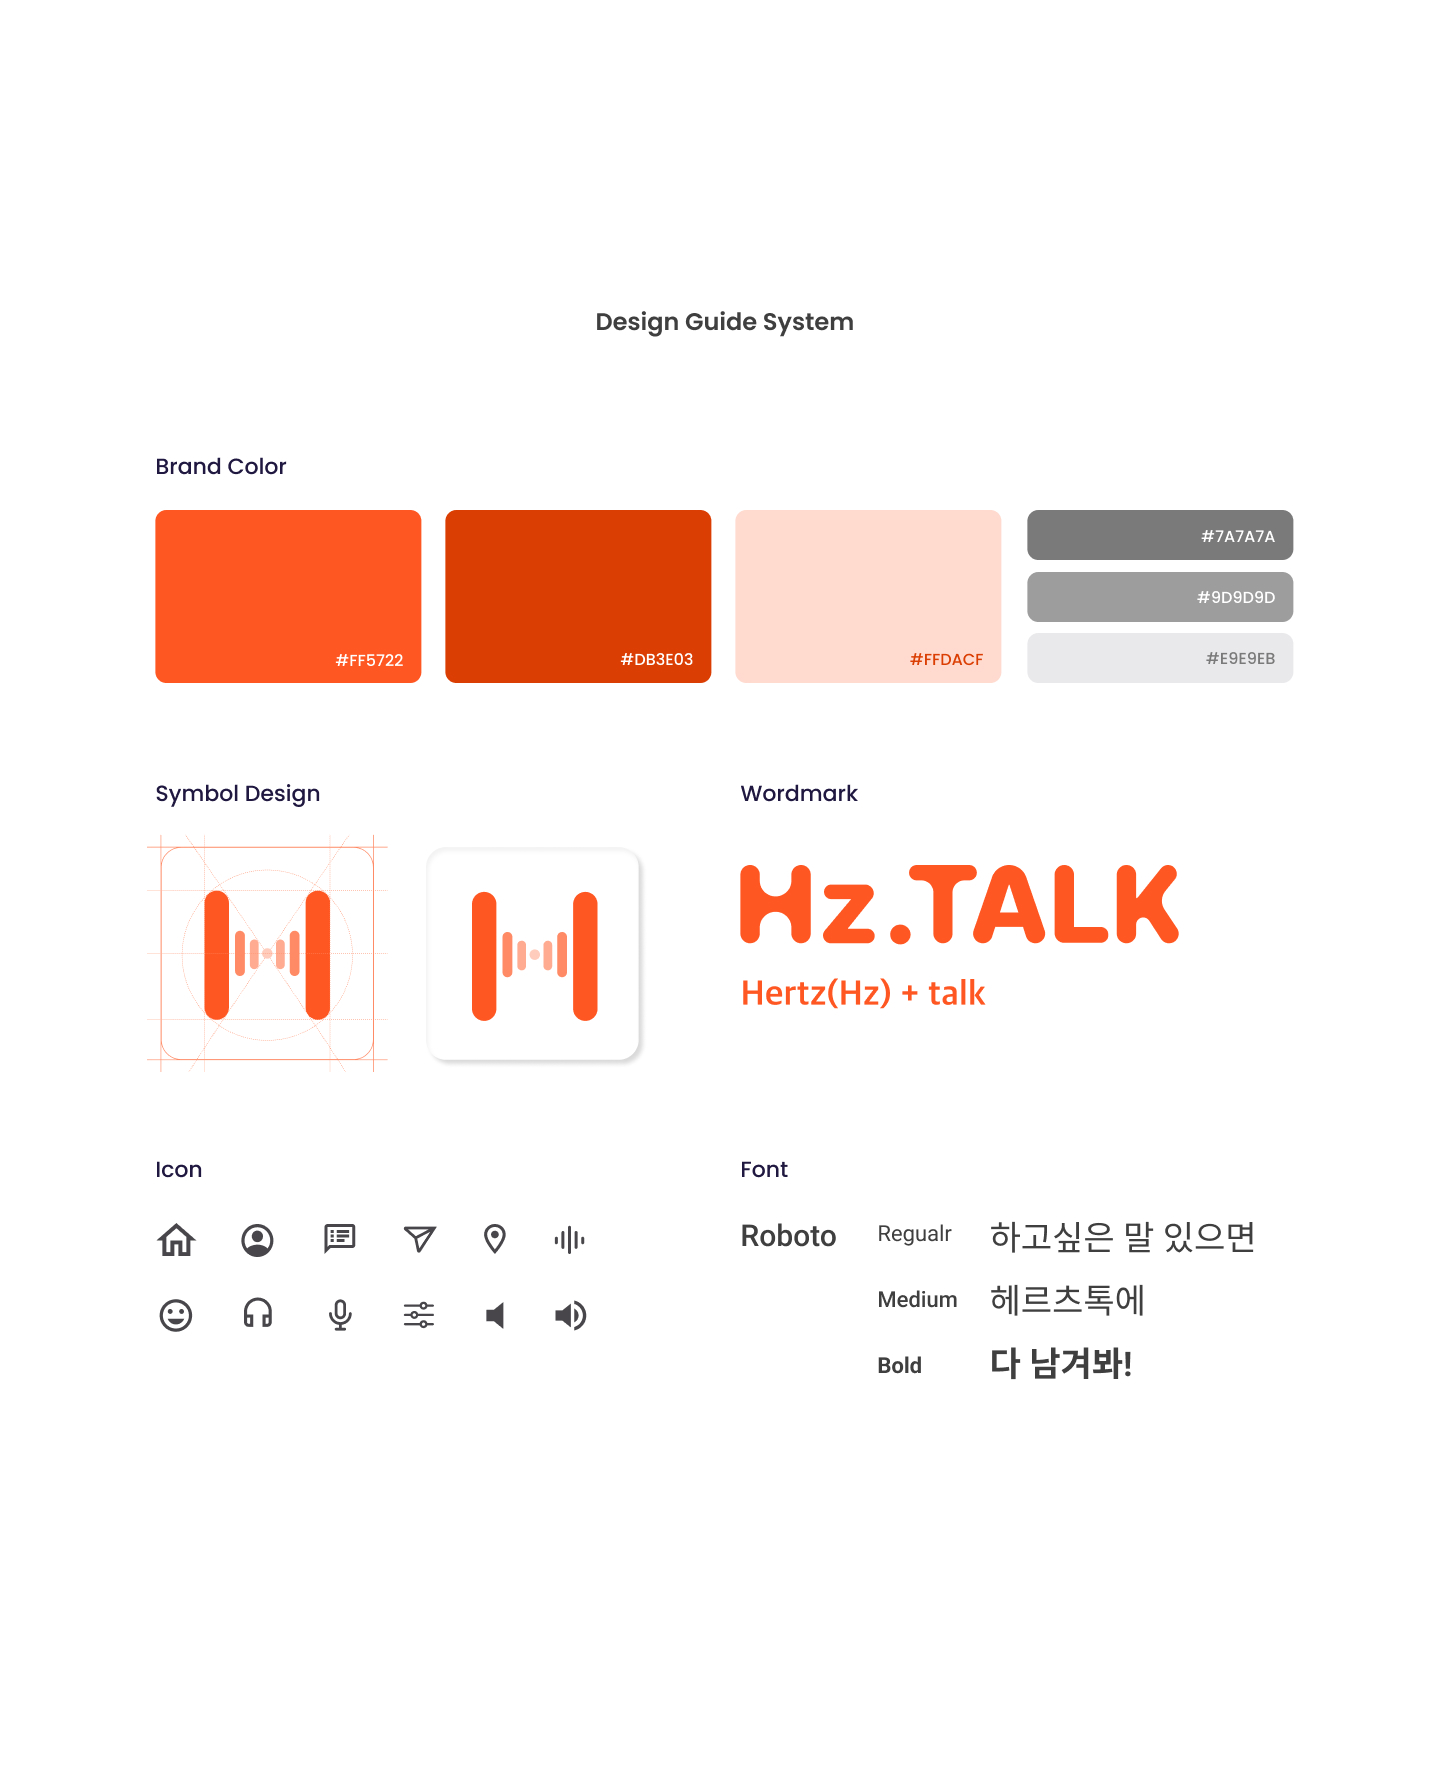 Design Guide System
Brand Color
#FF5722
#DB3E03
#FFDACF
#7A7A7A
#9D9D9D
#E9E9EB
Symbol Design
Wordmark
Hz.TALK
Hertz(Hz) + talk
Icon
Font
Roboto
Regualr
하고싶은 말 있으면
Medium
헤르츠톡에
Bold
다 남겨봐!